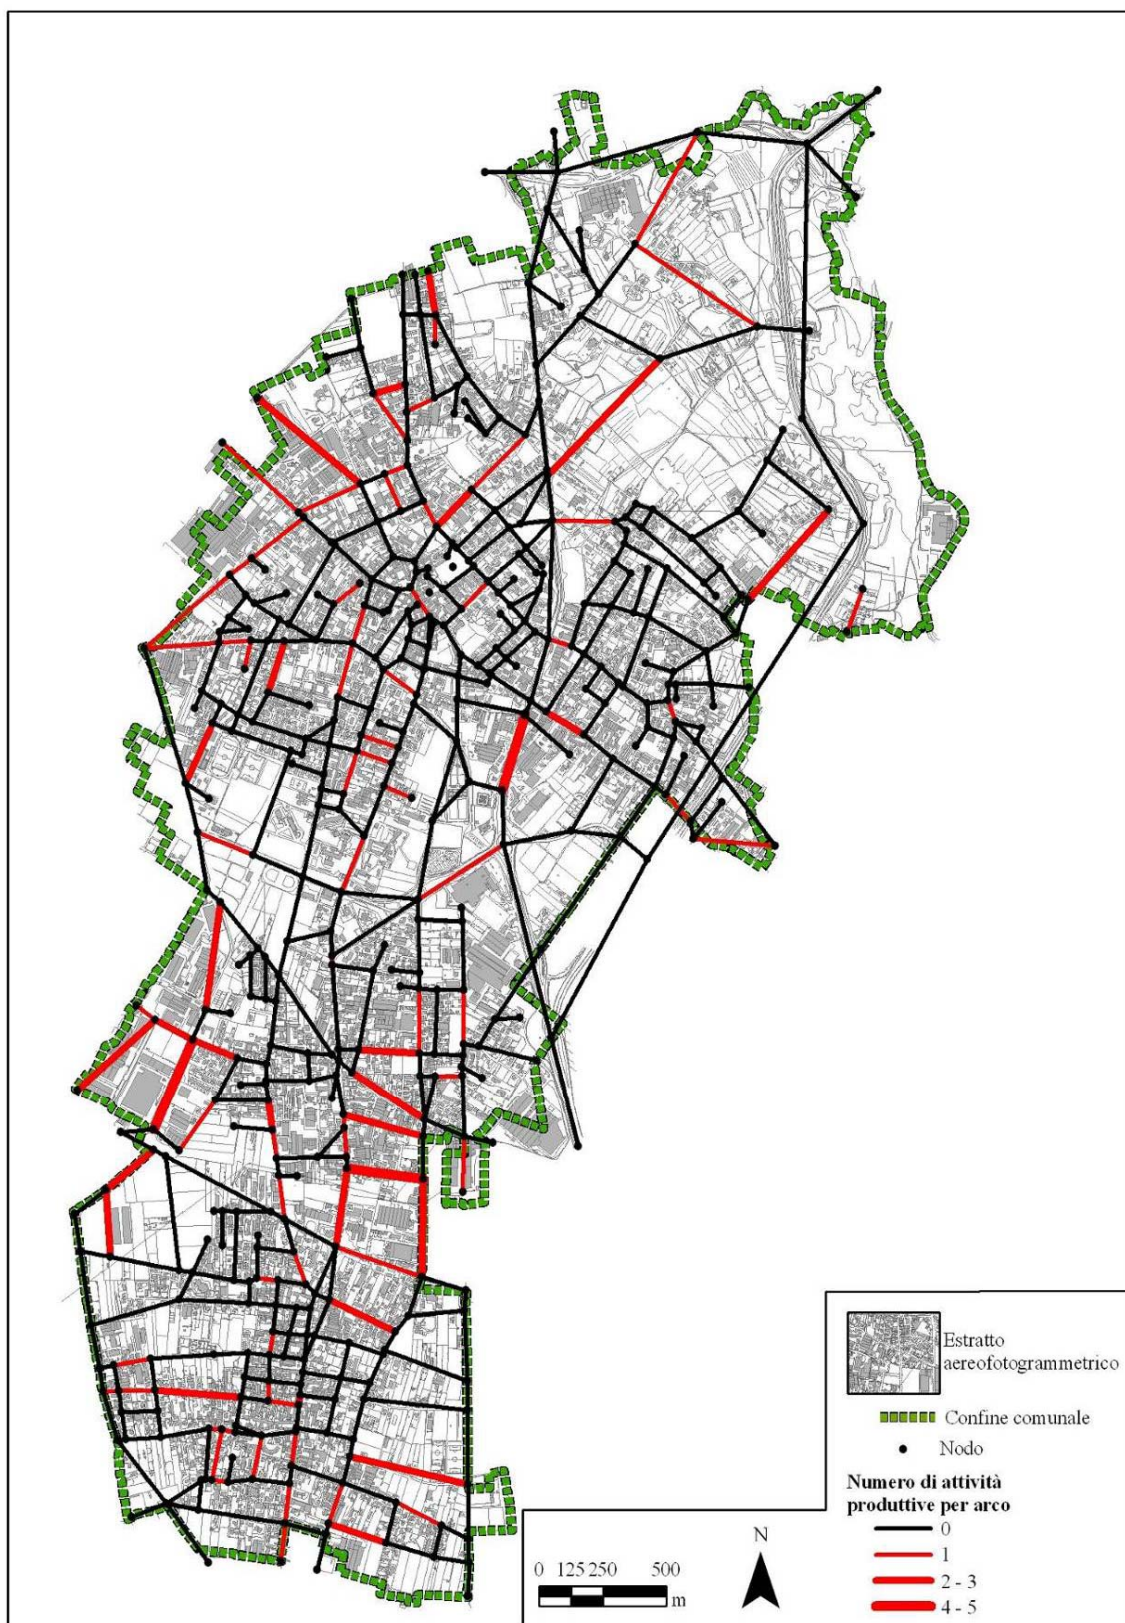 Estratto
aereofotogrammetrico
Confine comunale
Nodo
Numero di attività
produttive per arco
0
1
2 - 3
4 - 5
N
0 125 250 500
m